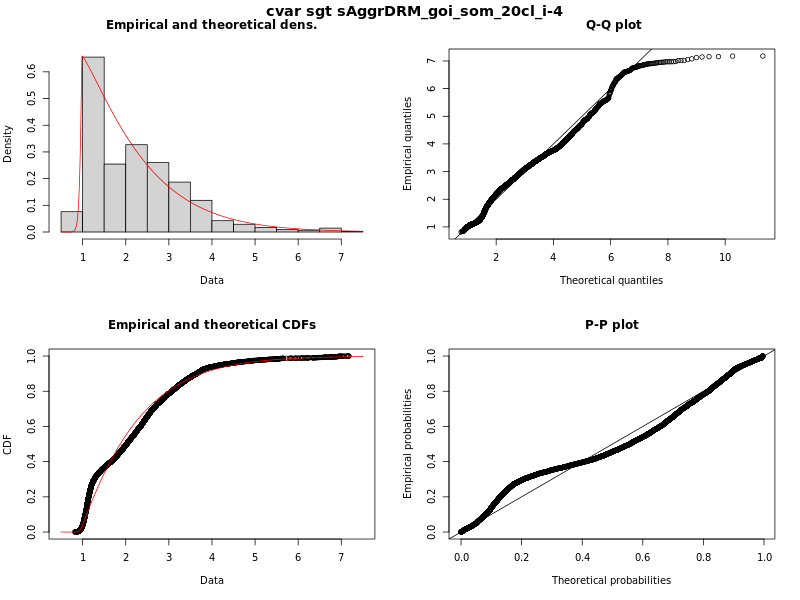 cvar sgt sAggrDRM_goi_som_20cl_i-4
Empirical and theoretical dens.
Density
0.0 0.1 0.2 0.3 0.4 0.5 0.6
1 2 3 4 5 6 7
Data
Q-Q plot
Empirical quantiles
1 2 3 4 5 6 7
2 4 6 8 10
Theoretical quantiles
Empirical and theoretical CDFs
CDF
0.0 0.2 0.4 0.6 0.8 1.0
1 2 3 4 5 6 7
Data
P-P plot
Empirical probabilities
0.0 0.2 0.4 0.6 0.8 1.0
0.0 0.2 0.4 0.6 0.8 1.0
Theoretical probabilities